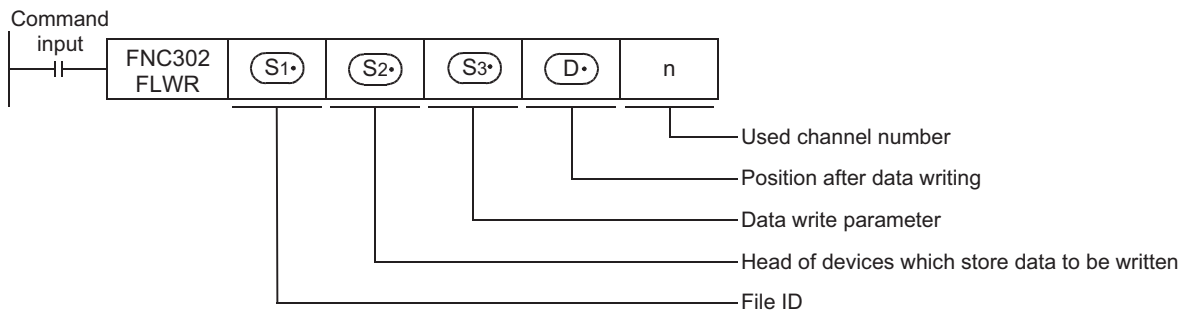 Command
input
FNC302
FLWR
S1•
S2•
S3•
D•
n
Used channel number
Position after data writing
Data write parameter
Head of devices which store data to be written
File ID